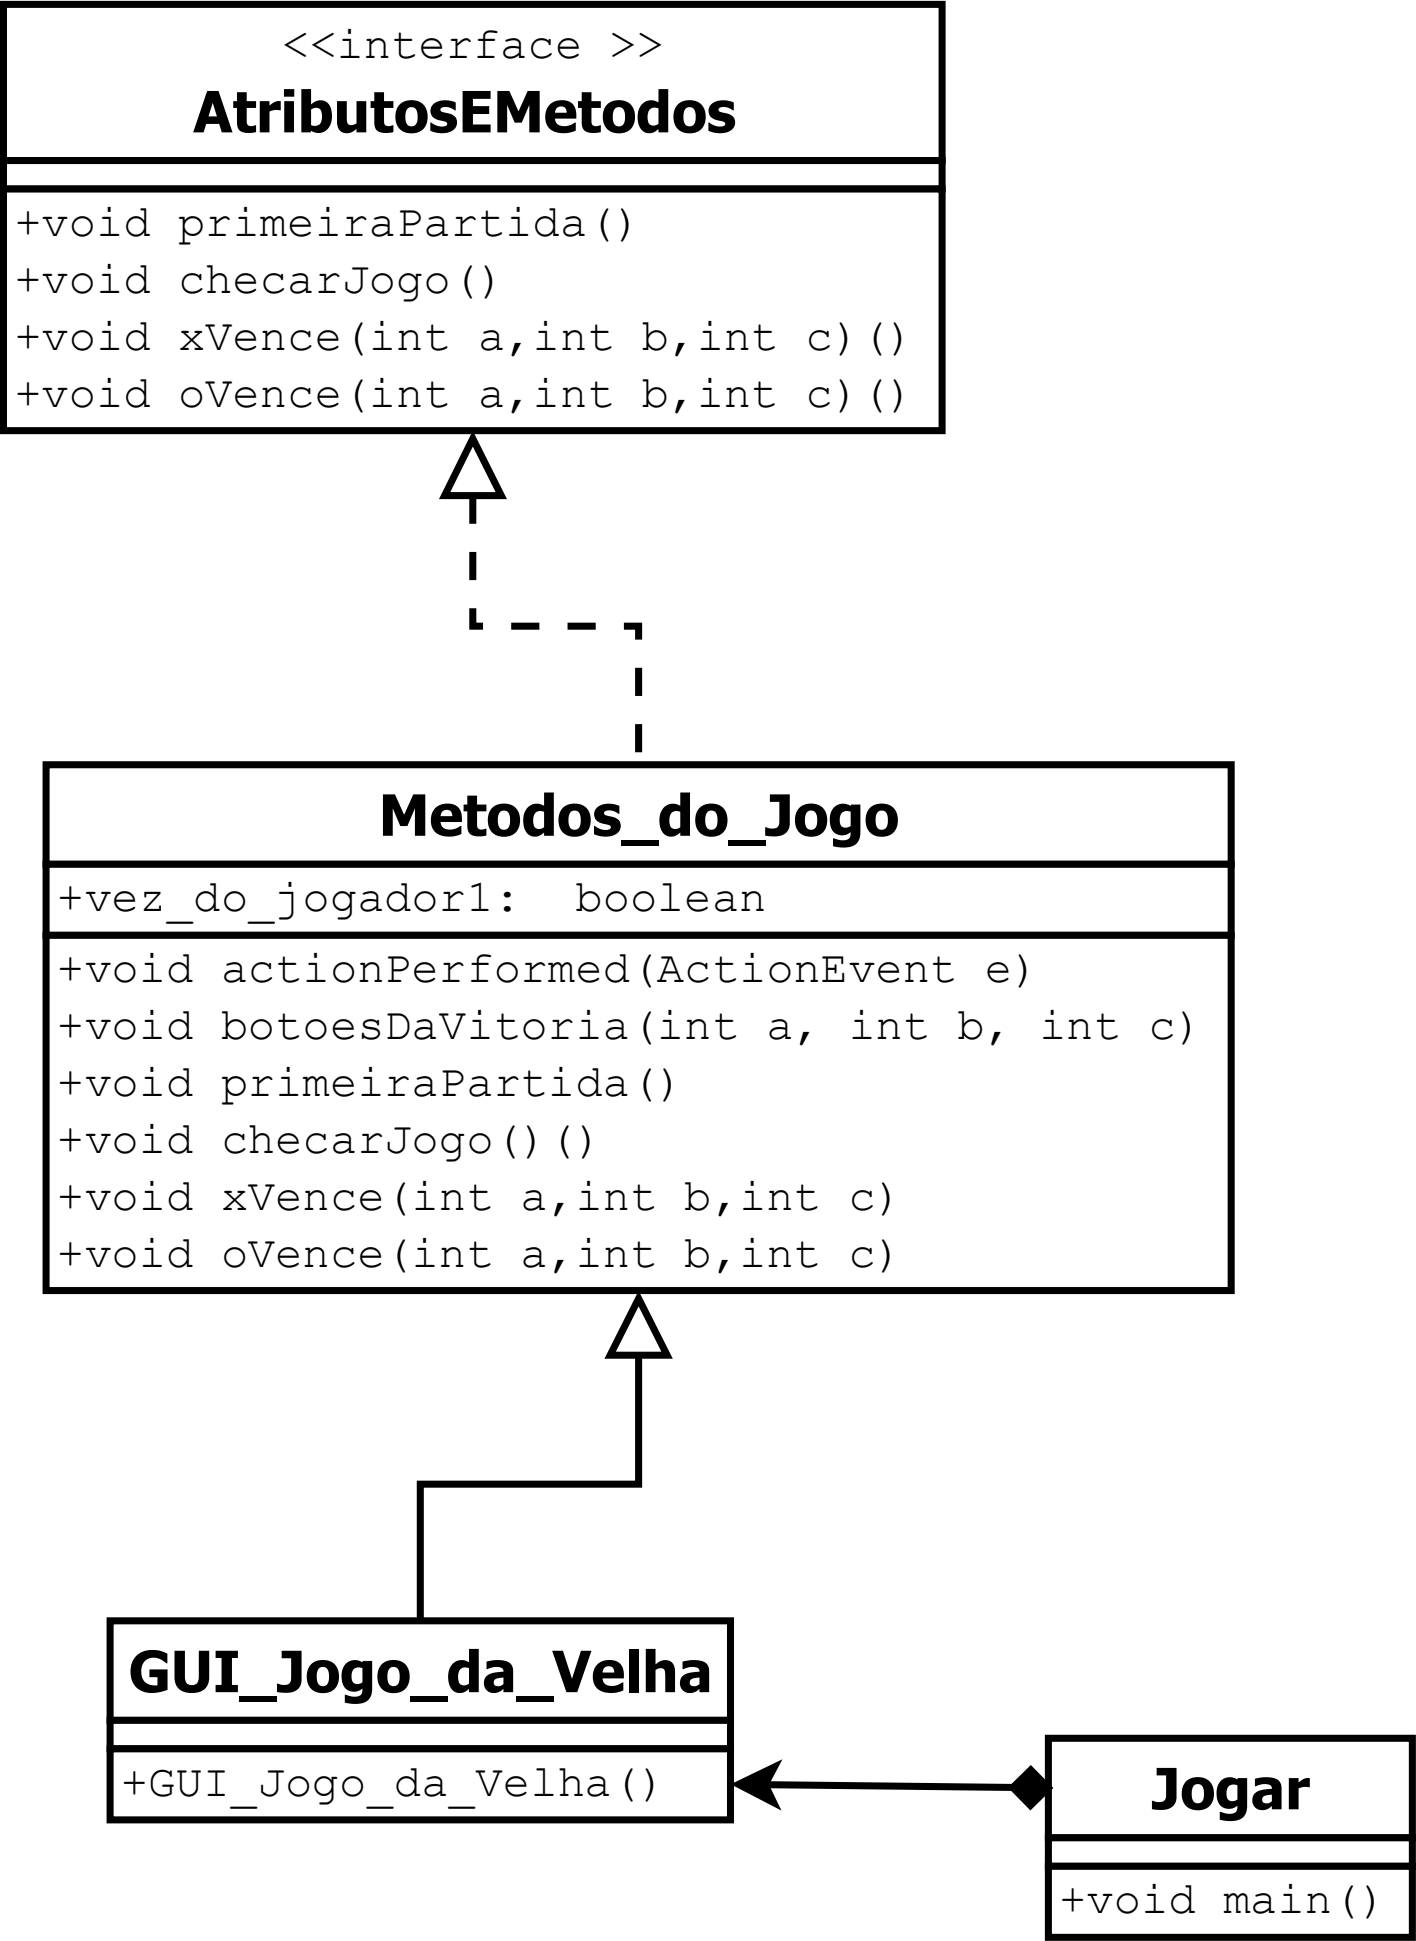 <<interface >>
AtributosEMetodos
+void primeiraPartida()
+void checarJogo()
+void xVence(int a,int b,int c)()
+void oVence(int a,int b,int c)()
Metodos_do_Jogo
+vez_do_jogador1:  boolean
+void actionPerformed(ActionEvent e)
+void botoesDaVitoria(int a, int b, int c)
+void primeiraPartida()
+void checarJogo()()
+void xVence(int a,int b,int c)
+void oVence(int a,int b,int c)
GUI_Jogo_da_Velha
+GUI_Jogo_da_Velha()
Jogar
+void main()